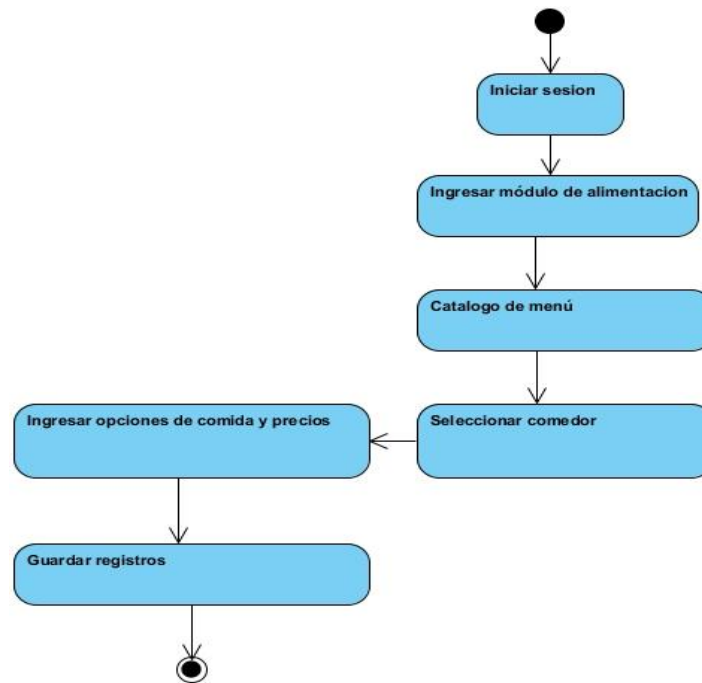 Iniciar sesion
Ingresar módulo de alimentacion
Catalogo de menú
Seleccionar comedor
Ingresar opciones de comida y precios
Guardar registros